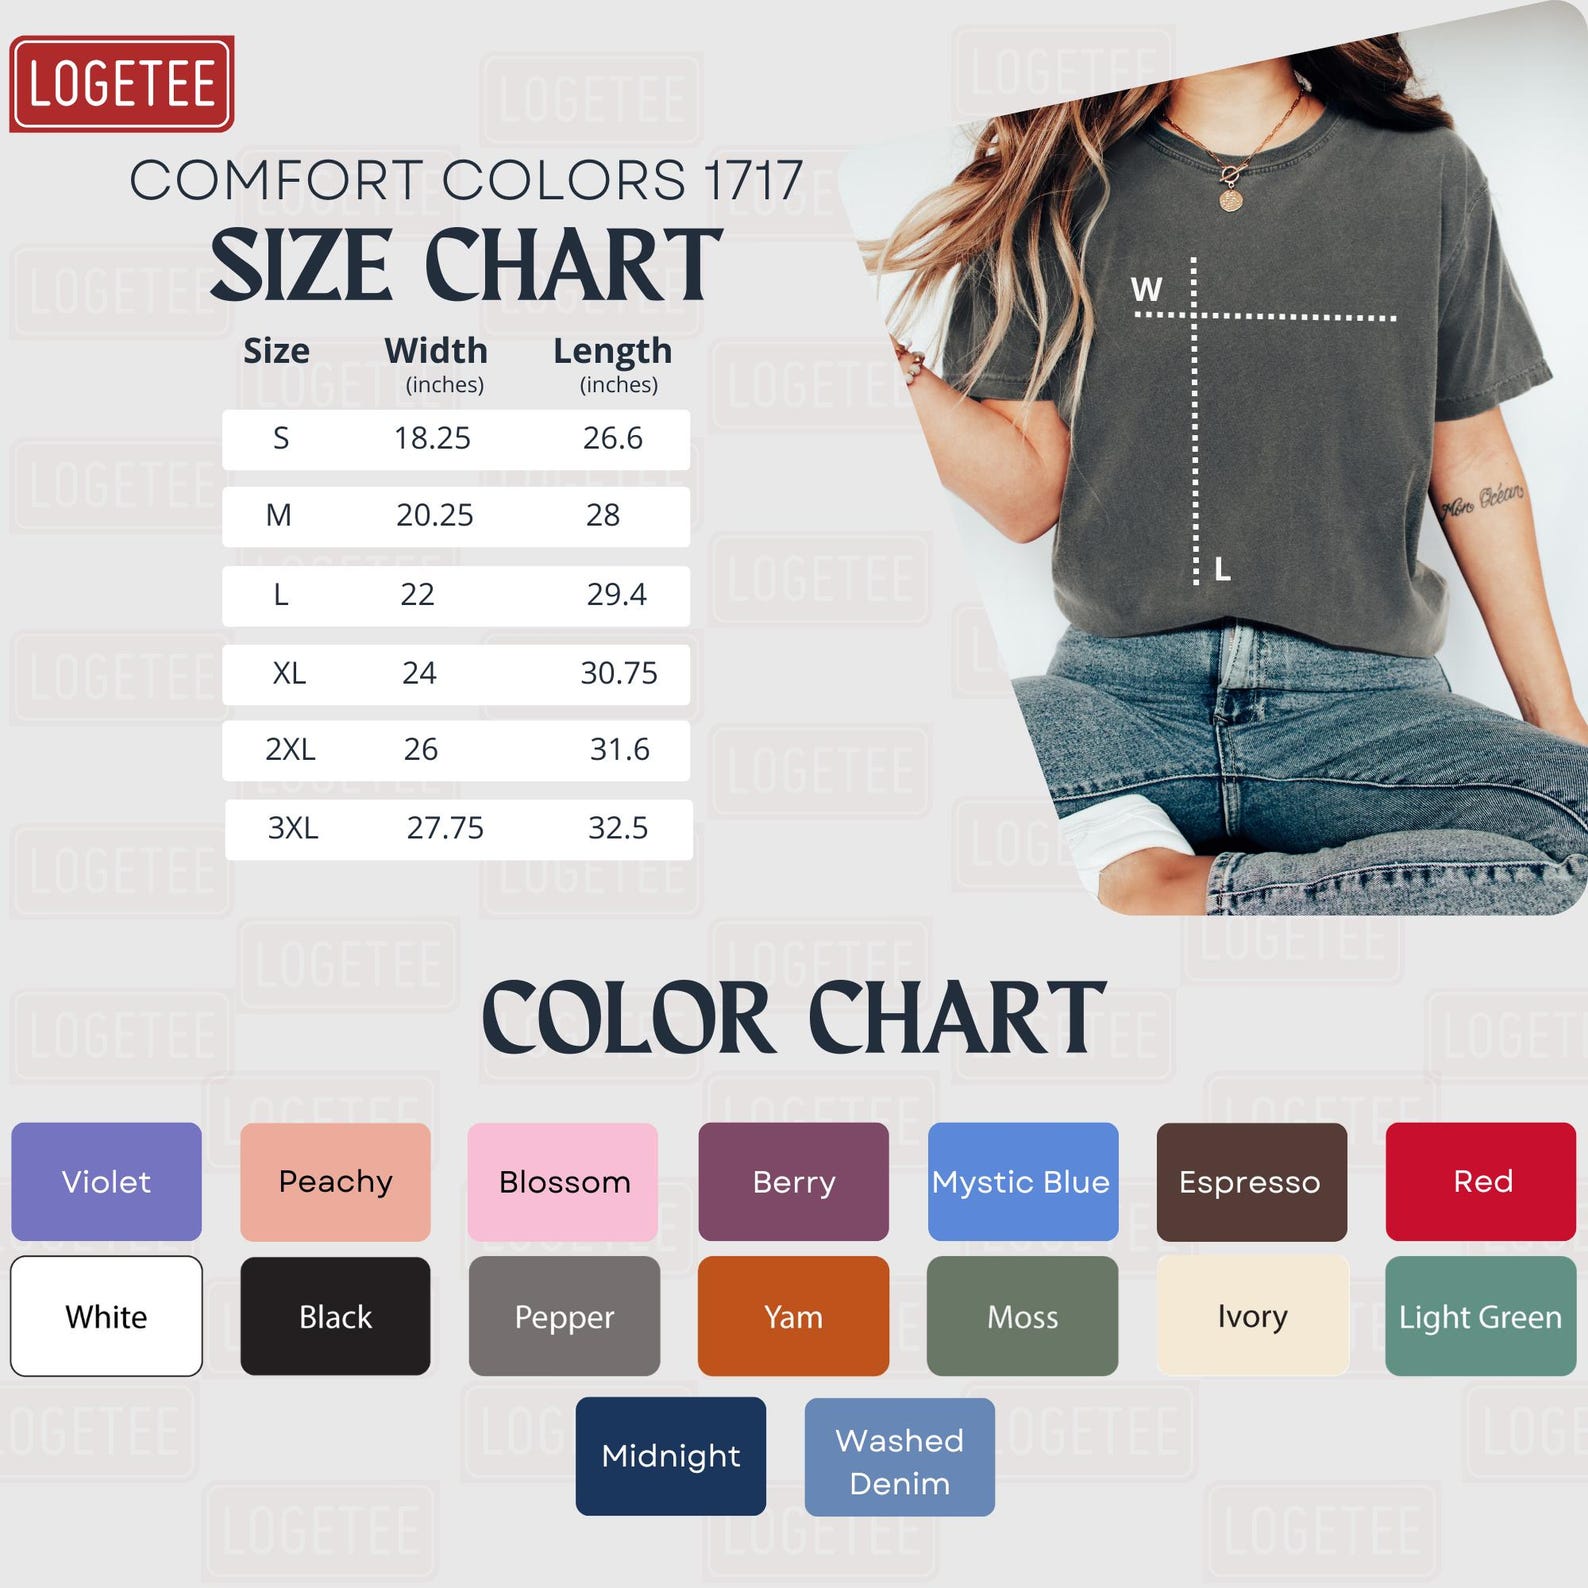 LOGETEE
COMFORT COLORS 1717
SIZE CHART
Size Width Length
(inches) (inches)
S 18.25 26.6
M 20.25 28
L 22 29.4
XL 24 30.75
2XL 26 31.6
3XL 27.75 32.5
W
L
Mon Océan
COLOR CHART
Violet Peachy Blossom Berry Mystic Blue Espresso Red
White Black Pepper Yam Moss Ivory Light Green
Midnight Washed
Denim